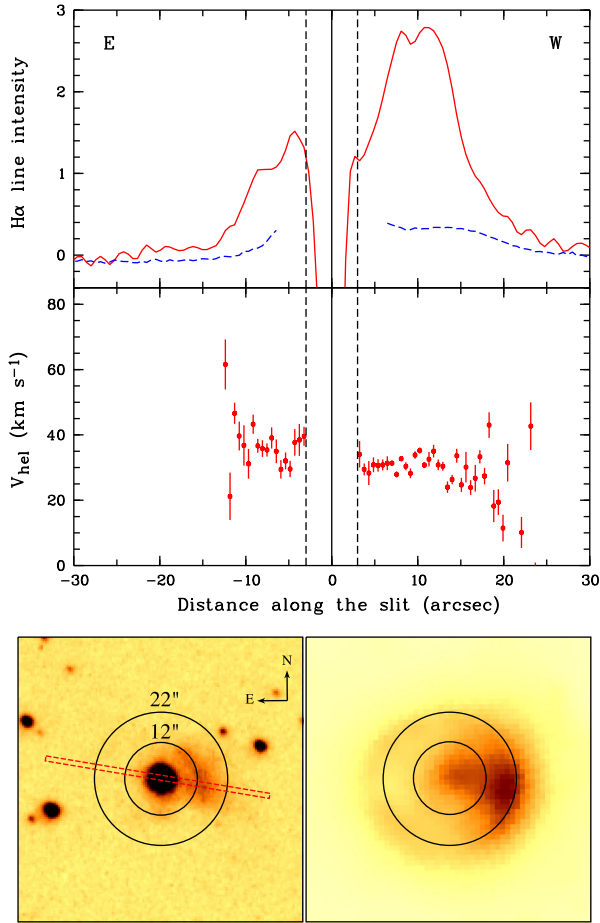 3
E
W
2
1
0
Hα line intensity
80
60
40
20
0
V_hel (km s⁻¹)
−30 −20 −10 0 10 20 30
Distance along the slit (arcsec)
N
E
22"
12"